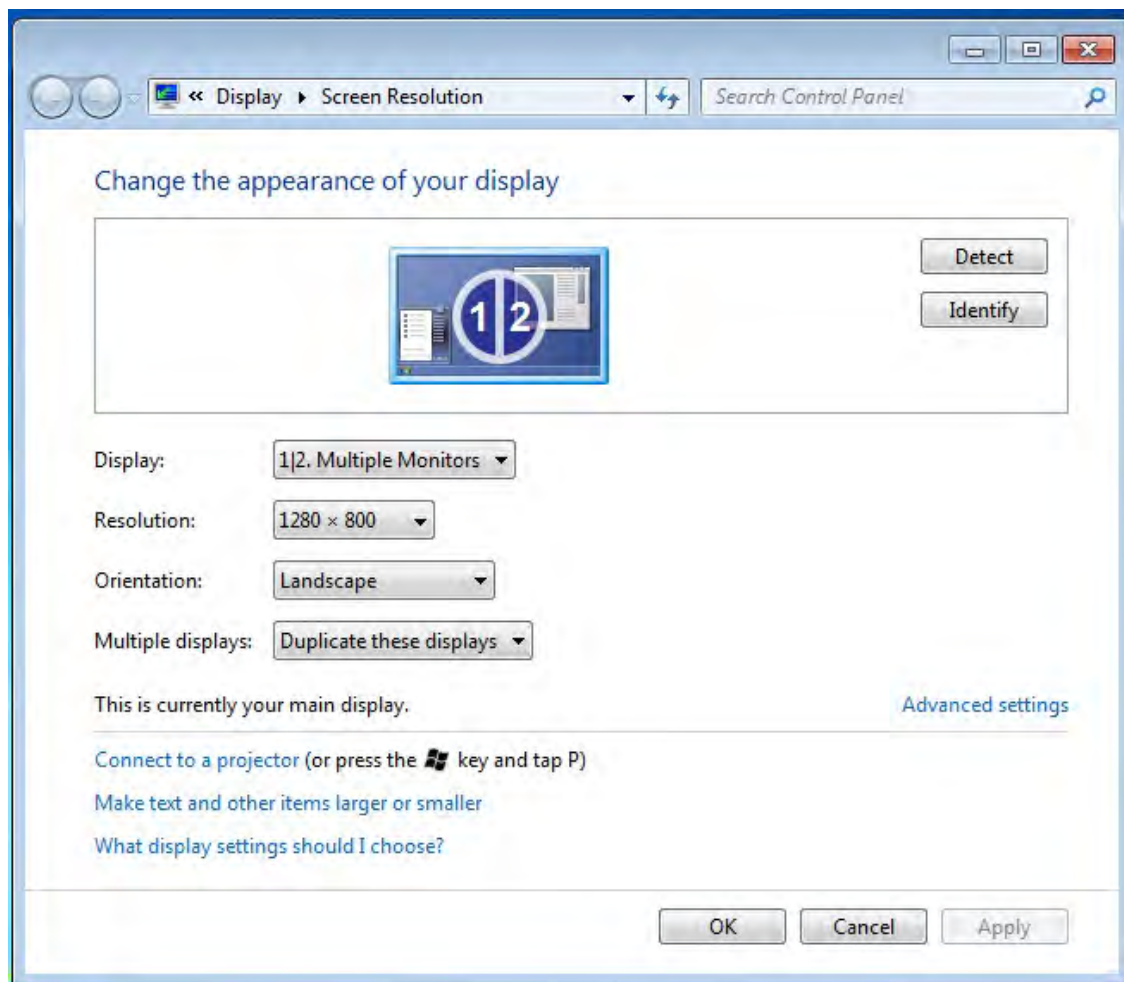 « Display ▸ Screen Resolution
Search Control Panel
Change the appearance of your display
1 2
Detect
Identify
Display: 1|2. Multiple Monitors
Resolution: 1280 × 800
Orientation: Landscape
Multiple displays: Duplicate these displays
This is currently your main display. Advanced settings
Connect to a projector (or press the key and tap P)
Make text and other items larger or smaller
What display settings should I choose?
OK Cancel Apply